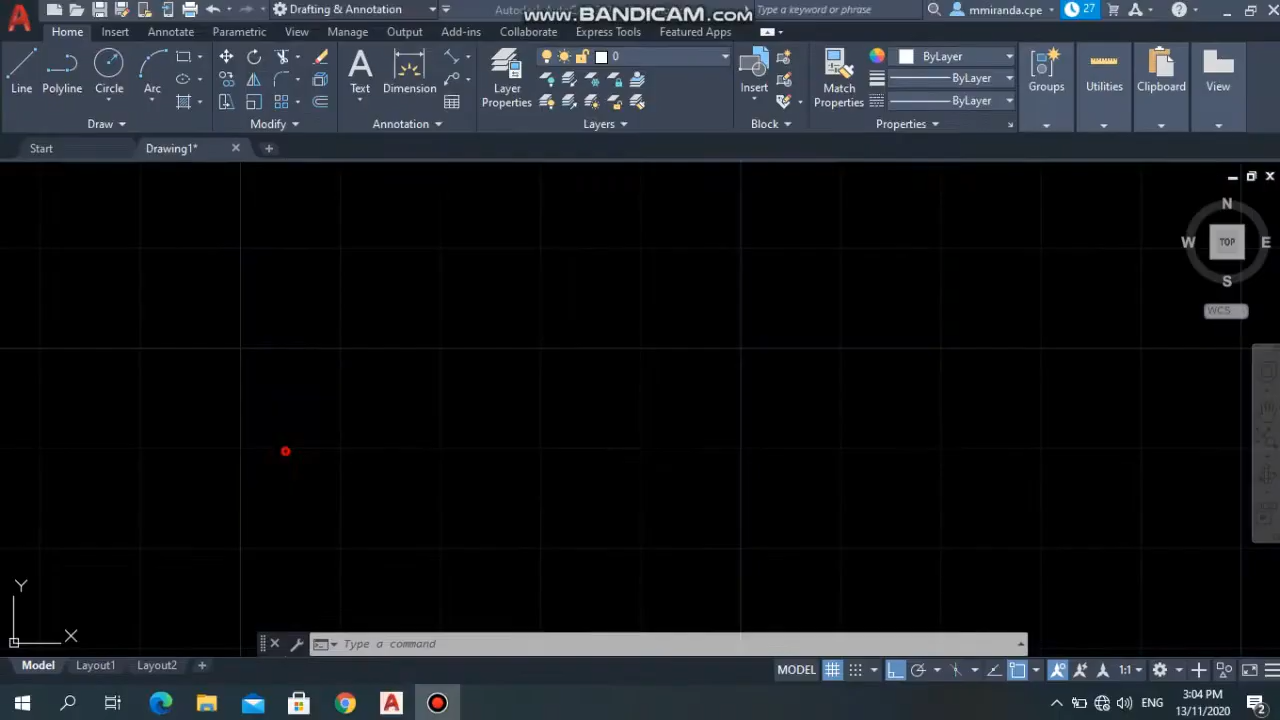 Drafting & Annotation
www.BANDICAM.com
Type a keyword or phrase
mmiranda.cpe
27
Home
Insert
Annotate
Parametric
View
Manage
Output
Add-ins
Collaborate
Express Tools
Featured Apps
0
ByLayer
Line
Polyline
Circle
Arc
Text
Dimension
Layer
Properties
Insert
Match
Properties
ByLayer
ByLayer
Groups
Utilities
Clipboard
View
Draw
Modify
Annotation
Layers
Block
Properties
Start
Drawing1*
N
W
TOP
E
S
WCS
Y
X
Type a command
Model
Layout1
Layout2
MODEL
1:1
ENG
3:04 PM
13/11/2020
2